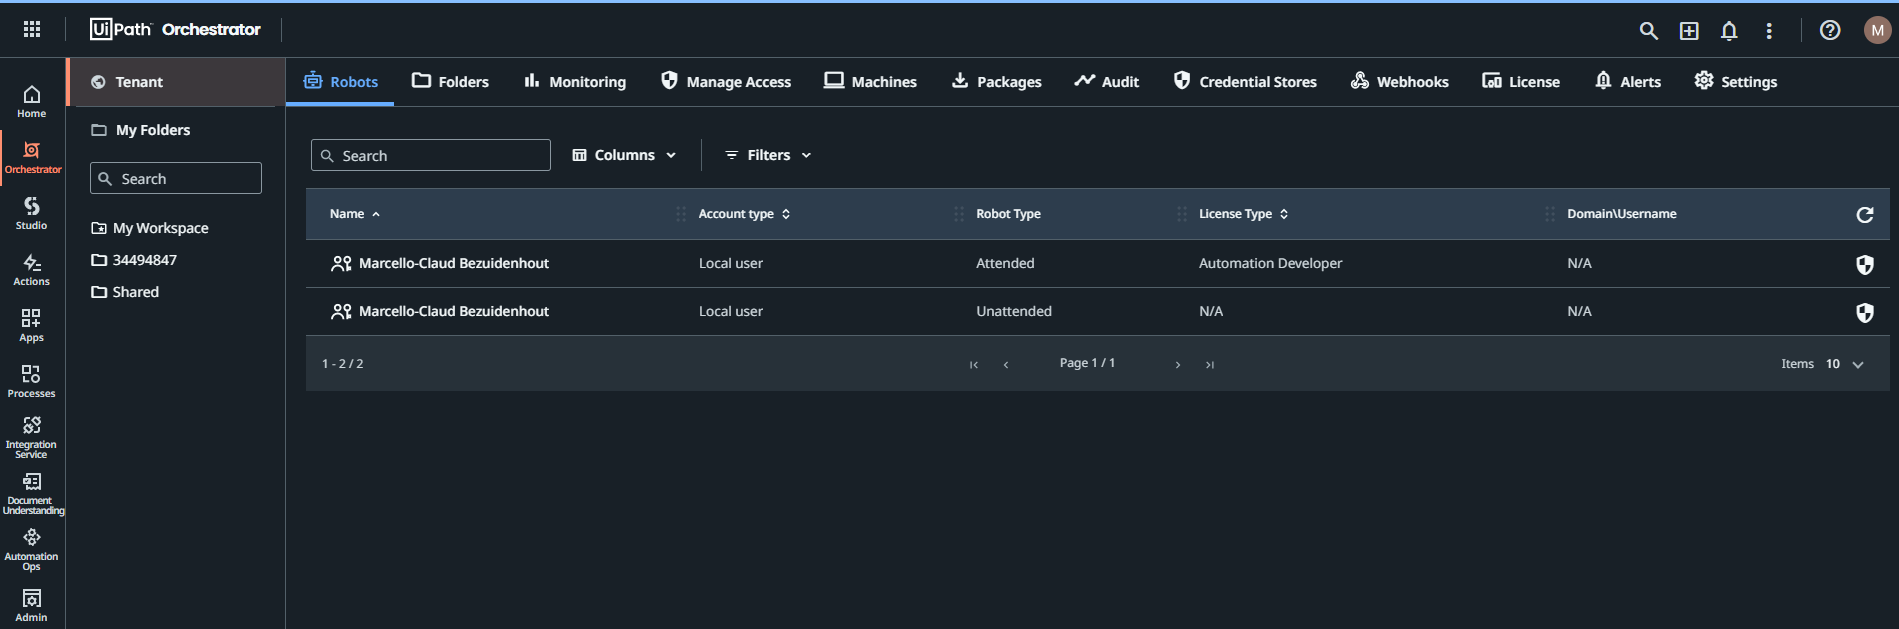 UiPath Orchestrator
M
Home
Orchestrator
Studio
Actions
Apps
Processes
Integration
Service
Document
Understanding
Automation
Ops
Admin
Tenant
My Folders
Search
My Workspace
34494847
Shared
Robots Folders Monitoring Manage Access Machines Packages Audit Credential Stores Webhooks License Alerts Settings
Search Columns Filters
Name Account type Robot Type License Type Domain\Username
Marcello-Claud Bezuidenhout Local user Attended Automation Developer N/A
Marcello-Claud Bezuidenhout Local user Unattended N/A N/A
1 - 2 / 2 Page 1 / 1 Items 10